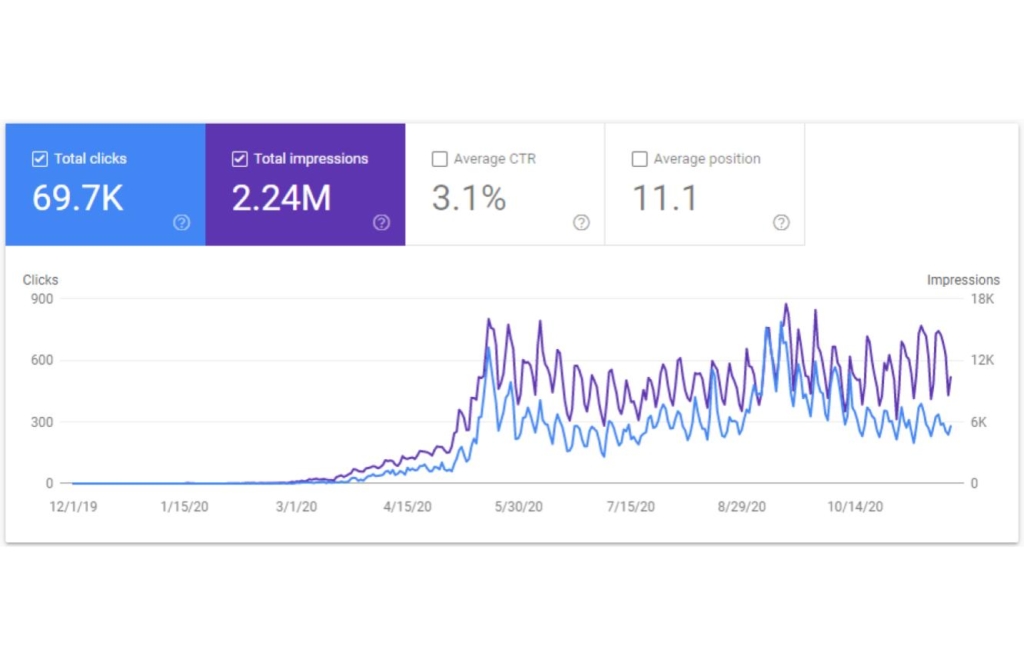 Total clicks
69.7K
Total impressions
2.24M
Average CTR
3.1%
Average position
11.1
Clicks
Impressions
900
600
300
0
18K
12K
6K
0
12/1/19 1/15/20 3/1/20 4/15/20 5/30/20 7/15/20 8/29/20 10/14/20